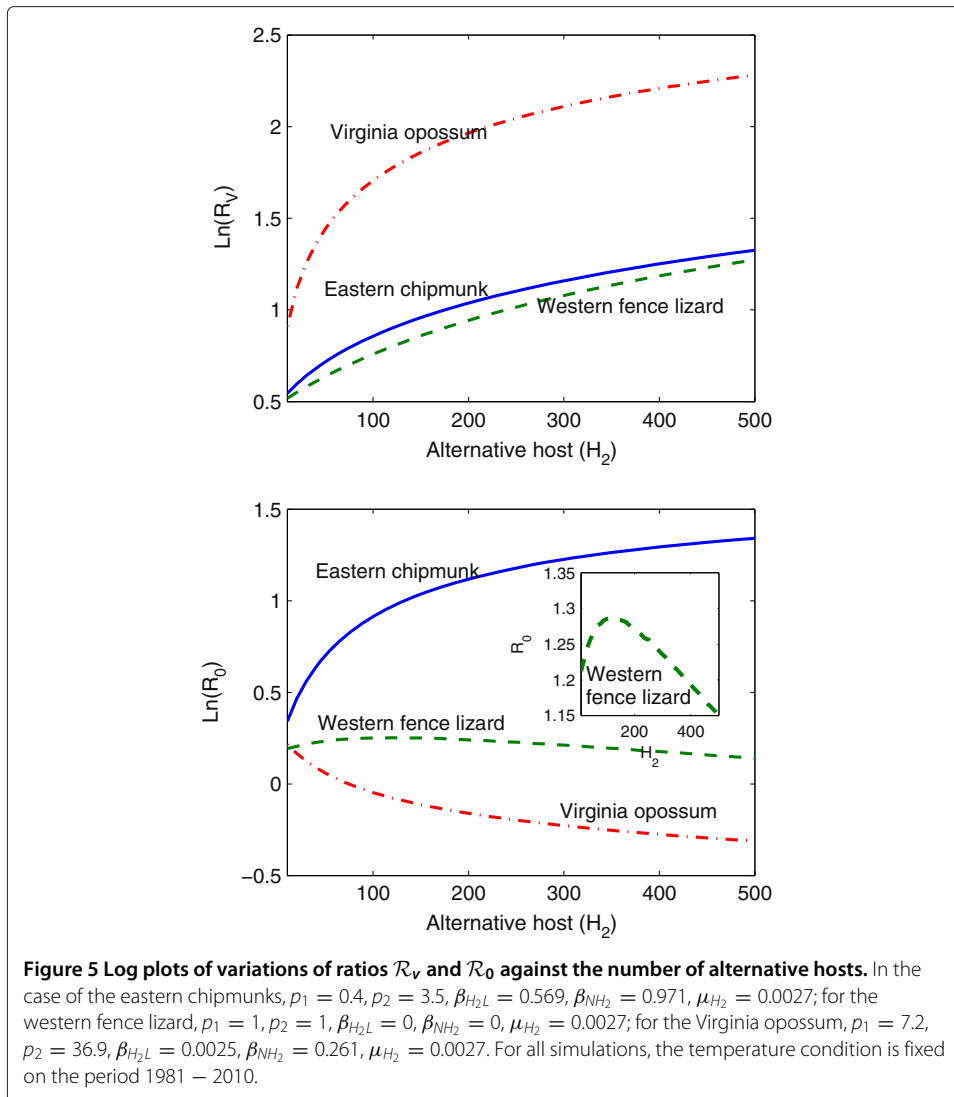 2.5
2
1.5
1
0.5
Ln(R_V)
Virginia opossum
Eastern chipmunk
Western fence lizard
100 200 300 400 500
Alternative host (H_2)
1.5
1
0.5
0
−0.5
Ln(R_0)
Eastern chipmunk
Western fence lizard
Virginia opossum
1.35
1.3
1.25
1.2
1.15
R_0
Western
fence lizard
200 400
H_2
100 200 300 400 500
Alternative host (H_2)
Figure 5 Log plots of variations of ratios R_v and R_0 against the number of alternative hosts. In the
case of the eastern chipmunks, p_1 = 0.4, p_2 = 3.5, β_{H_2L} = 0.569, β_{NH_2} = 0.971, μ_{H_2} = 0.0027; for the
western fence lizard, p_1 = 1, p_2 = 1, β_{H_2L} = 0, β_{NH_2} = 0, μ_{H_2} = 0.0027; for the Virginia opossum, p_1 = 7.2,
p_2 = 36.9, β_{H_2L} = 0.0025, β_{NH_2} = 0.261, μ_{H_2} = 0.0027. For all simulations, the temperature condition is fixed
on the period 1981 − 2010.